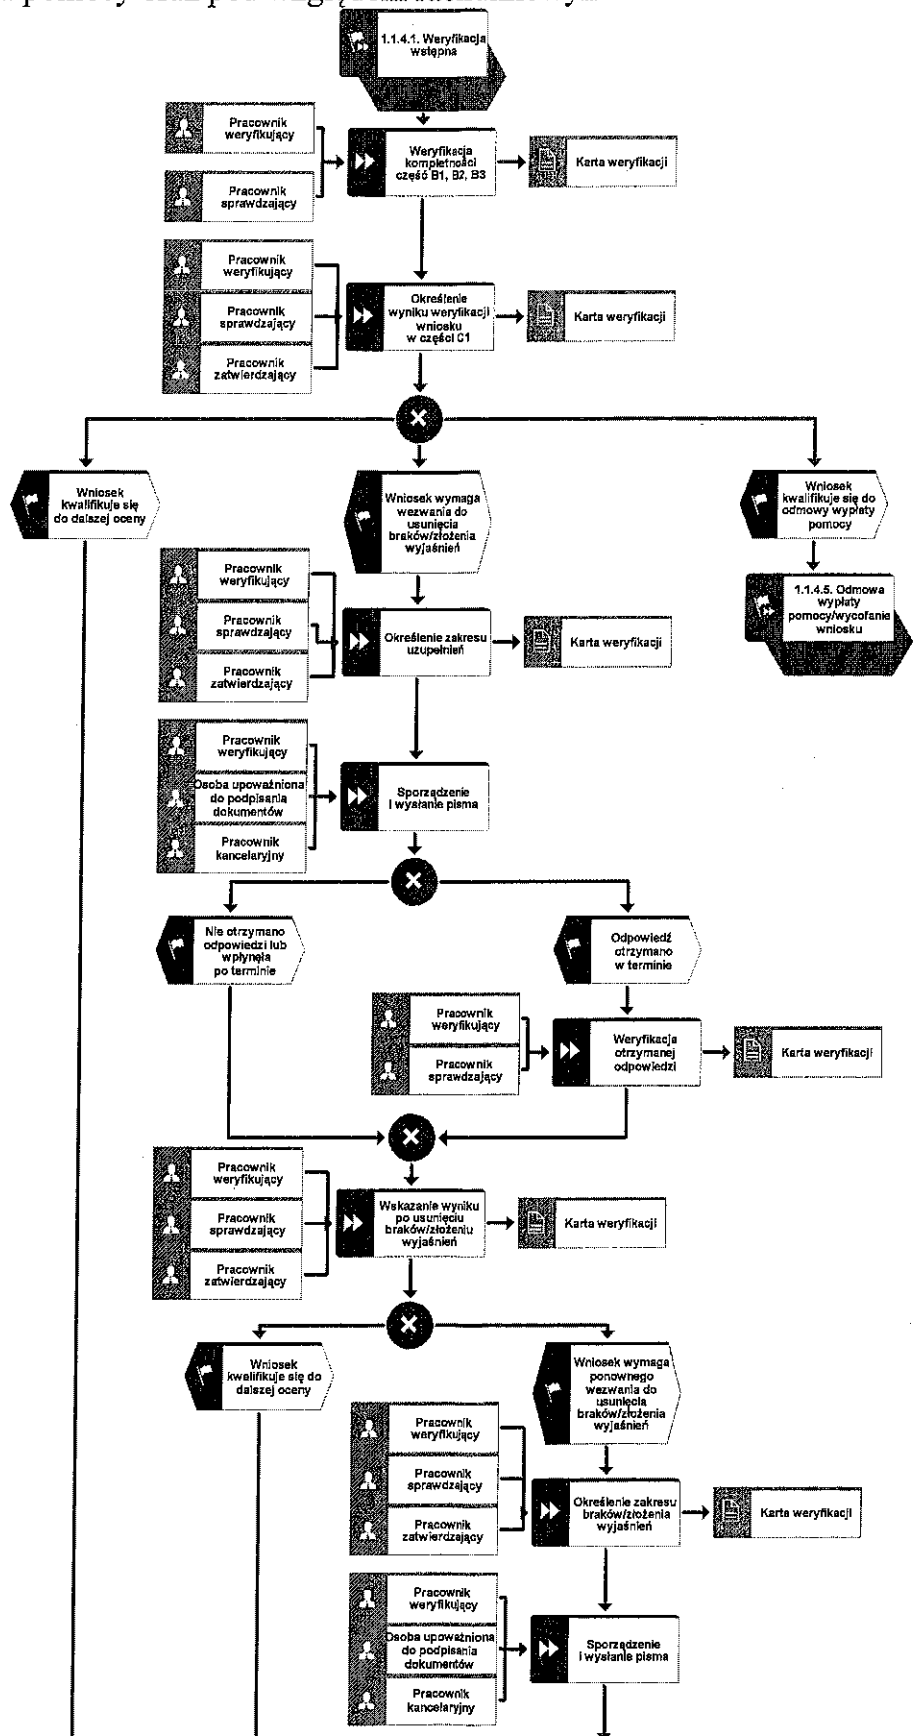 a pomocy oraz pod względem
1.1.4.1. Weryfikacja
wstępna
Pracownik
weryfikujący
Pracownik
sprawdzający
Weryfikacja
kompletności
część B1, B2, B3
Karta weryfikacji
Pracownik
weryfikujący
Pracownik
sprawdzający
Pracownik
zatwierdzający
Określenie
wyniku weryfikacji
wniosku
w części C1
Karta weryfikacji
Wniosek
kwalifikuje się
do dalszej oceny
Wniosek wymaga
wezwania do
usunięcia
braków/złożenia
wyjaśnień
Wniosek
kwalifikuje się do
odmowy wypłaty
pomocy
1.1.4.5. Odmowa
wypłaty
pomocy/wycofanie
wniosku
Pracownik
weryfikujący
Pracownik
sprawdzający
Pracownik
zatwierdzający
Określenie zakresu
uzupełnień
Karta weryfikacji
Pracownik
weryfikujący
Osoba upoważniona
do podpisania
dokumentów
Pracownik
kancelaryjny
Sporządzenie
i wysłanie pisma
Nie otrzymano
odpowiedzi lub
wpłynęła
po terminie
Odpowiedź
otrzymano
w terminie
Pracownik
weryfikujący
Pracownik
sprawdzający
Weryfikacja
otrzymanej
odpowiedzi
Karta weryfikacji
Pracownik
weryfikujący
Pracownik
sprawdzający
Pracownik
zatwierdzający
Wskazanie wyniku
po usunięciu
braków/złożeniu
wyjaśnień
Karta weryfikacji
Wniosek
kwalifikuje się do
dalszej oceny
Wniosek wymaga
ponownego
wezwania do
usunięcia
braków/złożenia
wyjaśnień
Pracownik
weryfikujący
Pracownik
sprawdzający
Pracownik
zatwierdzający
Określenie zakresu
braków/złożenia
wyjaśnień
Karta weryfikacji
Pracownik
weryfikujący
Osoba upoważniona
do podpisania
dokumentów
Pracownik
kancelaryjny
Sporządzenie
i wysłanie pisma